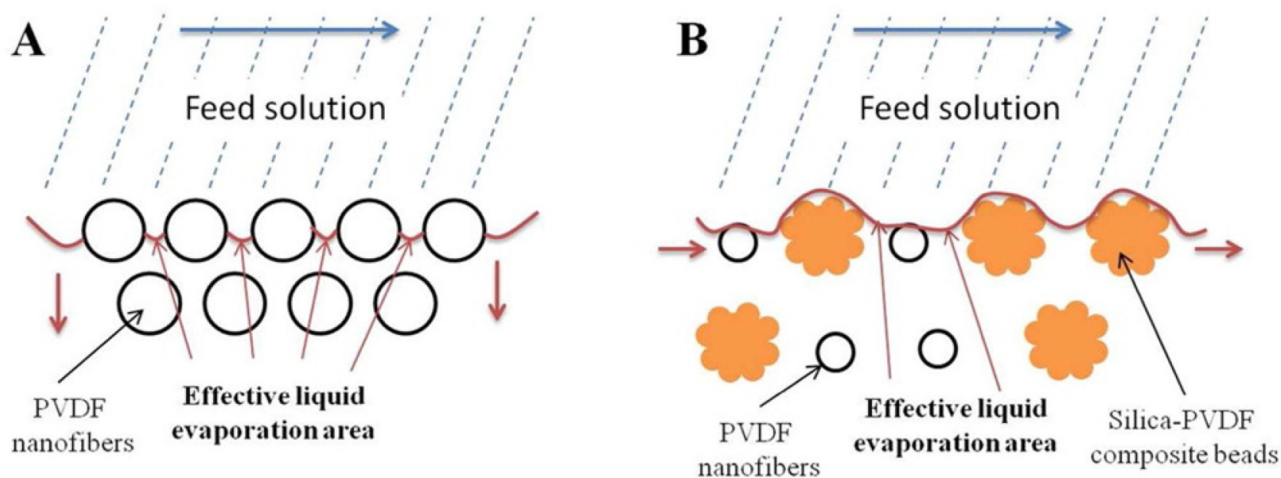 A
Feed solution
PVDF
nanofibers
Effective liquid
evaporation area
B
Feed solution
PVDF
nanofibers
Effective liquid
evaporation area
Silica-PVDF
composite beads